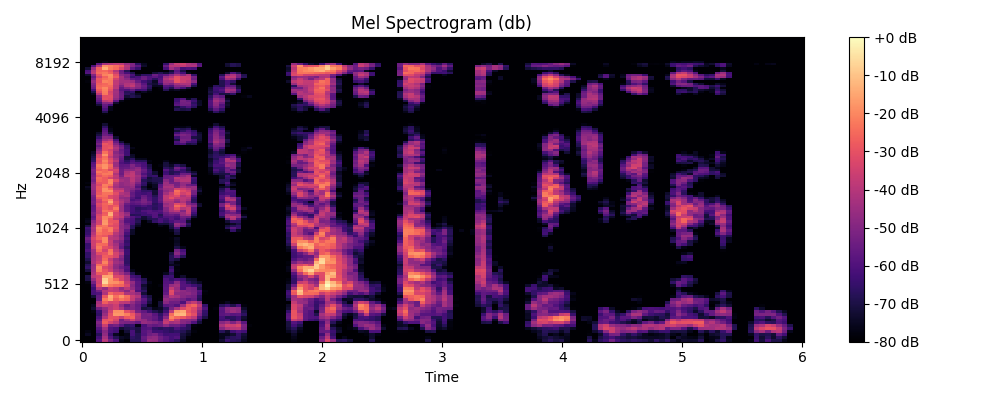 Mel Spectrogram (db)
8192
4096
2048
1024
512
0
Hz
0 1 2 3 4 5 6
Time
+0 dB
-10 dB
-20 dB
-30 dB
-40 dB
-50 dB
-60 dB
-70 dB
-80 dB